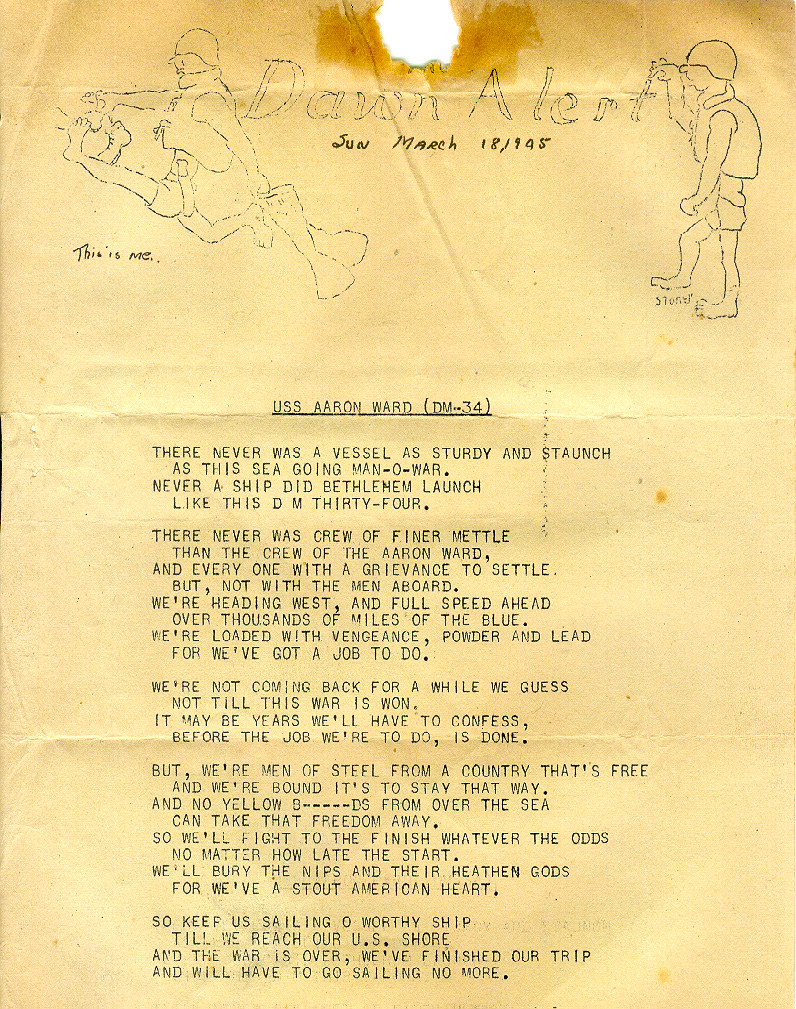 Dawn Alert
Sun March 18, 1945
This is me.
USS AARON WARD (DM-34)
THERE NEVER WAS A VESSEL AS STURDY AND STAUNCH
AS THIS SEA GOING MAN-O-WAR.
NEVER A SHIP DID BETHLEHEM LAUNCH
LIKE THIS D M THIRTY-FOUR.
THERE NEVER WAS CREW OF FINER METTLE
THAN THE CREW OF THE AARON WARD,
AND EVERY ONE WITH A GRIEVANCE TO SETTLE.
BUT, NOT WITH THE MEN ABOARD.
WE'RE HEADING WEST, AND FULL SPEED AHEAD
OVER THOUSANDS OF MILES OF THE BLUE.
WE'RE LOADED WITH VENGEANCE, POWDER AND LEAD
FOR WE'VE GOT A JOB TO DO.
WE'RE NOT COMING BACK FOR A WHILE WE GUESS
NOT TILL THIS WAR IS WON.
IT MAY BE YEARS WE'LL HAVE TO CONFESS,
BEFORE THE JOB WE'RE TO DO, IS DONE.
BUT, WE'RE MEN OF STEEL FROM A COUNTRY THAT'S FREE
AND WE'RE BOUND IT'S TO STAY THAT WAY.
AND NO YELLOW B-----DS FROM OVER THE SEA
CAN TAKE THAT FREEDOM AWAY.
SO WE'LL FIGHT TO THE FINISH WHATEVER THE ODDS
NO MATTER HOW LATE THE START.
WE'LL BURY THE NIPS AND THEIR HEATHEN GODS
FOR WE'VE A STOUT AMERICAN HEART.
SO KEEP US SAILING O WORTHY SHIP
TILL WE REACH OUR U.S. SHORE
AND THE WAR IS OVER, WE'VE FINISHED OUR TRIP
AND WILL HAVE TO GO SAILING NO MORE.